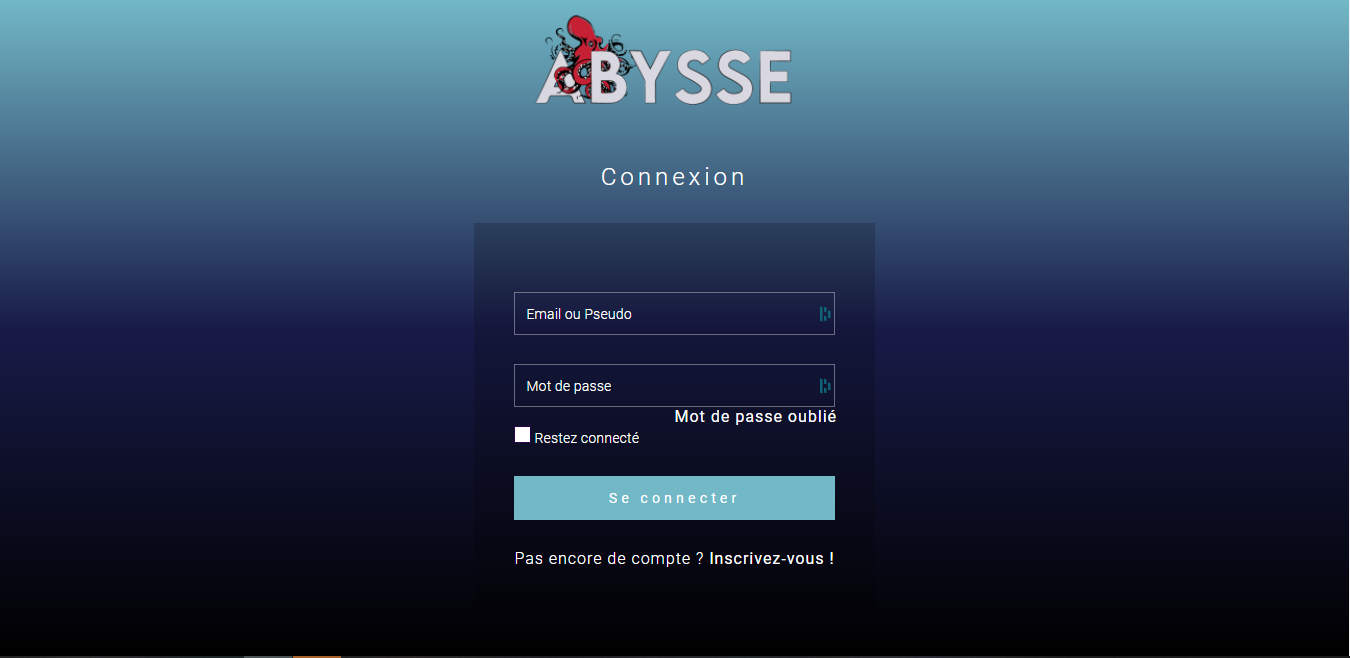 ABYSSE
Connexion
Email ou Pseudo
Mot de passe
Mot de passe oublié
Restez connecté
Se connecter
Pas encore de compte ? Inscrivez-vous !